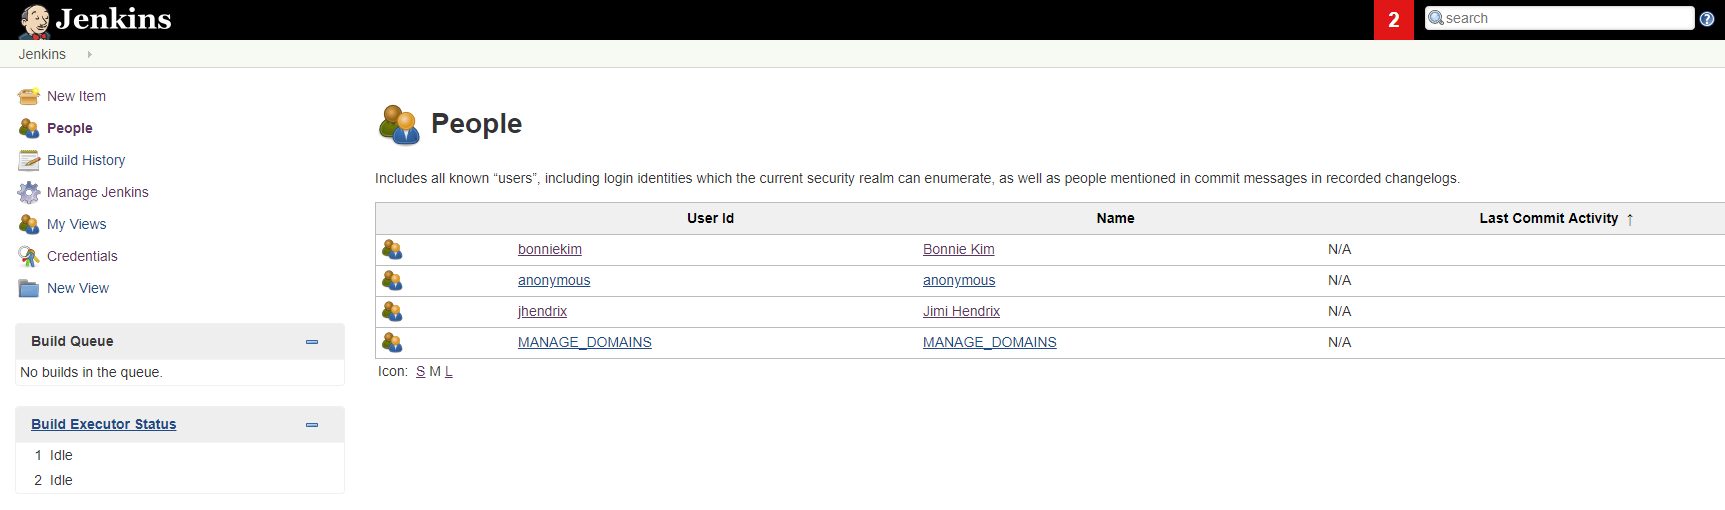 Jenkins
2
search
Jenkins
New Item
People
Build History
Manage Jenkins
My Views
Credentials
New View
Build Queue
No builds in the queue.
Build Executor Status
1 Idle
2 Idle
People
Includes all known “users”, including login identities which the current security realm can enumerate, as well as people mentioned in commit messages in recorded changelogs.
User Id Name Last Commit Activity ↑
bonniekim Bonnie Kim N/A
anonymous anonymous N/A
jhendrix Jimi Hendrix N/A
MANAGE_DOMAINS MANAGE_DOMAINS N/A
Icon: S M L